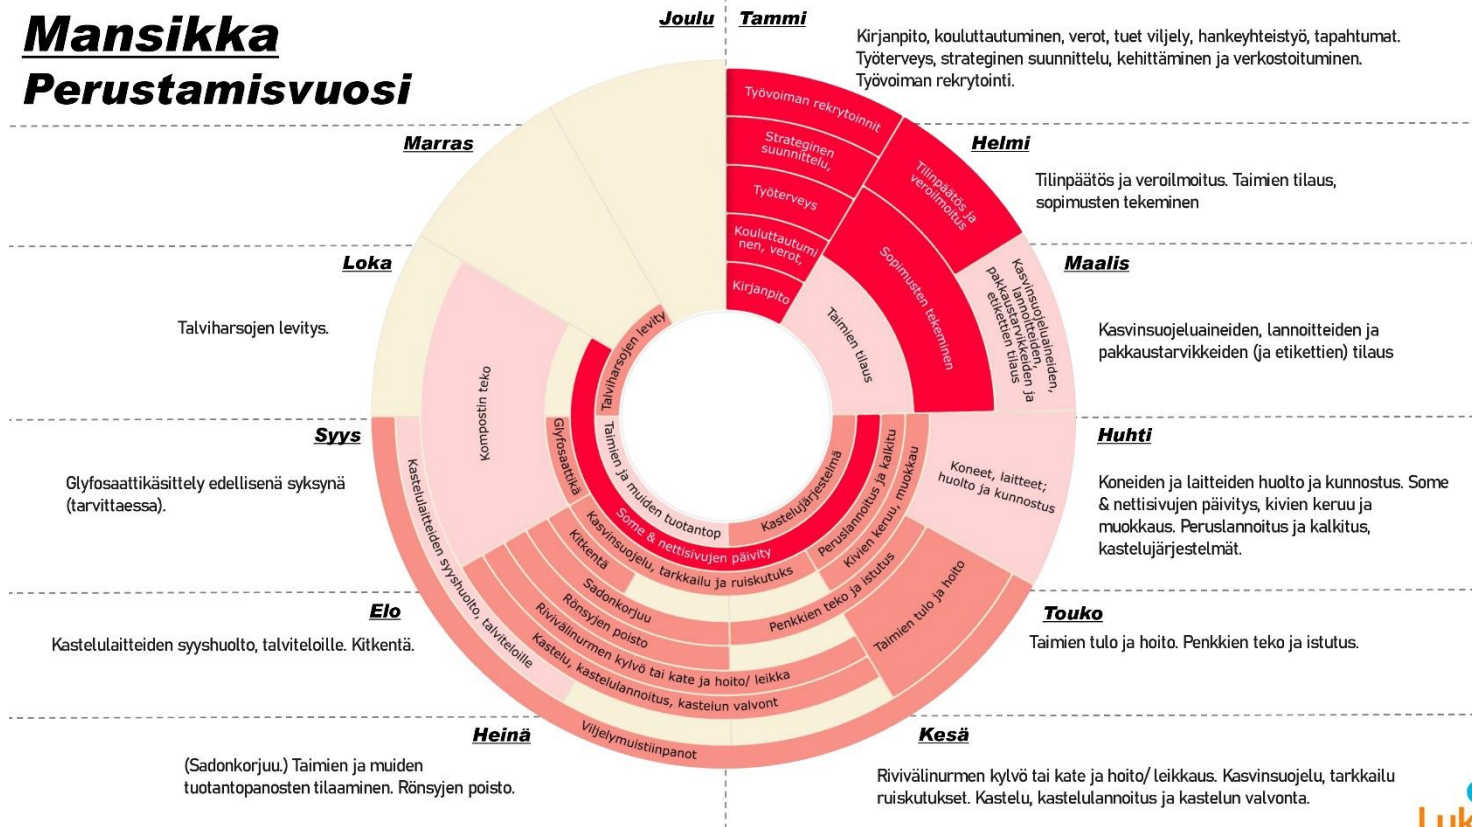 Mansikka
Perustamisvuosi
Joulu
Tammi
Kirjanpito, kouluttautuminen, verot, tuet viljely, hankeyhteistyö, tapahtumat.
Työterveys, strateginen suunnittelu, kehittäminen ja verkostoituminen.
Työvoiman rekrytointi.
Marras
Helmi
Tilinpäätös ja veroilmoitus. Taimien tilaus,
sopimusten tekeminen
Loka
Maalis
Talviharsojen levitys.
Kasvinsuojeluaineiden, lannoitteiden ja
pakkaustarvikkeiden (ja etikettien) tilaus
Syys
Huhti
Glyfosaattikäsittely edellisenä syksynä
(tarvittaessa).
Koneiden ja laitteiden huolto ja kunnostus. Some
& nettisivujen päivitys, kivien keruu ja
muokkaus. Peruslannoitus ja kalkitus,
kastelujärjestelmät.
Elo
Touko
Kastelulaitteiden syyshuolto, talviteloille. Kitkentä.
Taimien tulo ja hoito. Penkkien teko ja istutus.
Heinä
Kesä
(Sadonkorjuu.) Taimien ja muiden
tuotantopanosten tilaaminen. Rönsyjen poisto.
Rivivälinurmen kylvö tai kate ja hoito/ leikkaus. Kasvinsuojelu, tarkkailu
ruiskutukset. Kastelu, kastelulannoitus ja kastelun valvonta.
Työvoiman rekrytoinnit
Strateginen
suunnittelu,
Työterveys
Kouluttautumi
nen, verot,
Kirjanpito
Tilinpäätös ja
veroilmoitus
Sopimusten tekeminen
Taimien tilaus
Kasvinsuojeluaineiden,
lannoitteiden,
pakkaustarvikkeiden ja
etikettien tilaus
Koneet, laitteet;
huolto ja kunnostus
Kivien keruu, muokkau
Peruslannoitus ja kalkitu
Kastelujärjestelmä
Taimien tulo ja hoito
Penkkien teko ja istutus
Some & nettisivujen päivity
Kasvinsuojelu, tarkkailu ja ruiskutuks
Kitkentä
Sadonkorjuu
Rönsyjen poisto
Rivivälinurmen kylvö tai kate ja hoito/ leikka
Kastelu, kastelulannoitus, kastelun valvont
Viljelymuistiinpanot
Kastelulaitteiden syyshuolto, talviteloille
Taimien ja muiden tuotantop
Glyfosaattikä
Kompostin teko
Talviharsojen levity
Luk